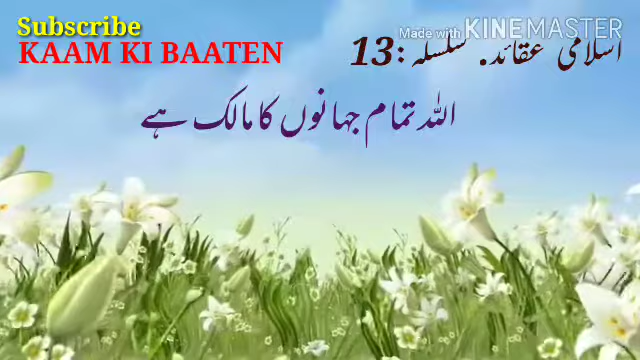 Subscribe
KAAM KI BAATEN
Made with KINEMASTER
اسلامی عقائد. سلسلہ:13
اللہ تمام جہانوں کا مالک ہے